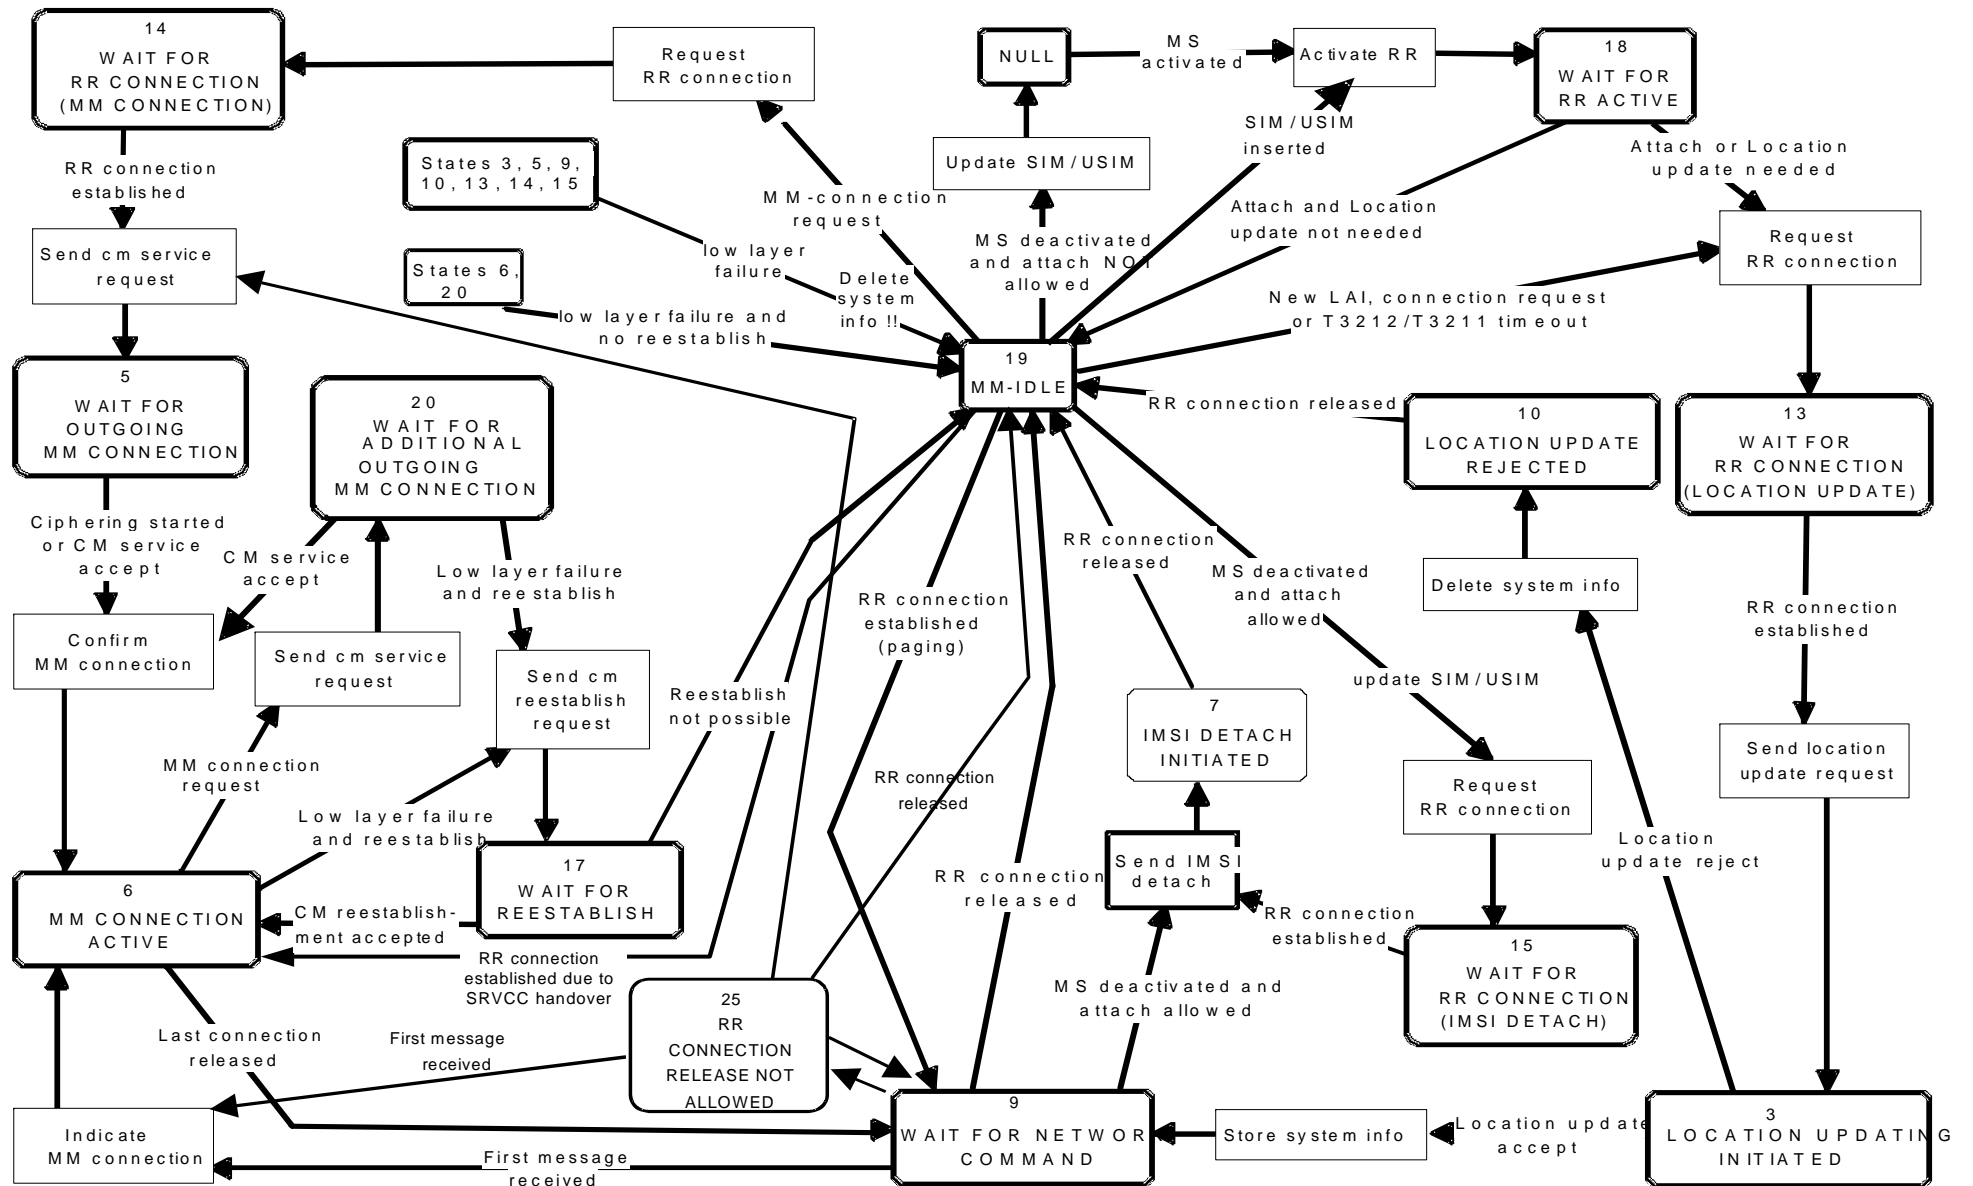 14
WAIT FOR
RR CONNECTION
(MM CONNECTION)
Request
RR connection
NULL
MS
activated
Activate RR
18
WAIT FOR
RR ACTIVE
RR connection
established
States 3, 5, 9,
10, 13, 14, 15
Update SIM/USIM
SIM/USIM
inserted
Attach or Location
update needed
MM-connection
request
Attach and Location
update not needed
Send cm service
request
States 6,
20
low layer
failure
Delete
system
info !!
MS deactivated
and attach NOT
allowed
Request
RR connection
low layer failure and
no reestablish
New LAI, connection request
or T3212/T3211 timeout
19
MM-IDLE
5
WAIT FOR
OUTGOING
MM CONNECTION
20
WAIT FOR
ADDITIONAL
OUTGOING
MM CONNECTION
RR connection released
10
LOCATION UPDATE
REJECTED
13
WAIT FOR
RR CONNECTION
(LOCATION UPDATE)
Ciphering started
or CM service
accept
CM service
accept
Low layer failure
and reestablish
RR connection
released
MS deactivated
and attach
allowed
Delete system info
RR connection
established
(paging)
RR connection
established
Confirm
MM connection
Send cm service
request
Send cm
reestablish
request
Reestablish
not possible
update SIM/USIM
7
IMSI DETACH
INITIATED
Send location
update request
MM connection
request
RR connection
released
Request
RR connection
Low layer failure
and reestablish
17
WAIT FOR
REESTABLISH
RR connection
released
Send IMSI
detach
Location
update reject
6
MM CONNECTION
ACTIVE
CM reestablish-
ment accepted
RR connection
established
15
WAIT FOR
RR CONNECTION
(IMSI DETACH)
RR connection
established due to
SRVCC handover
25
RR
CONNECTION
RELEASE NOT
ALLOWED
MS deactivated and
attach allowed
Last connection
released
First message
received
Indicate
MM connection
First message
received
9
WAIT FOR NETWOR
COMMAND
Store system info
Location update
accept
3
LOCATION UPDATING
INITIATED